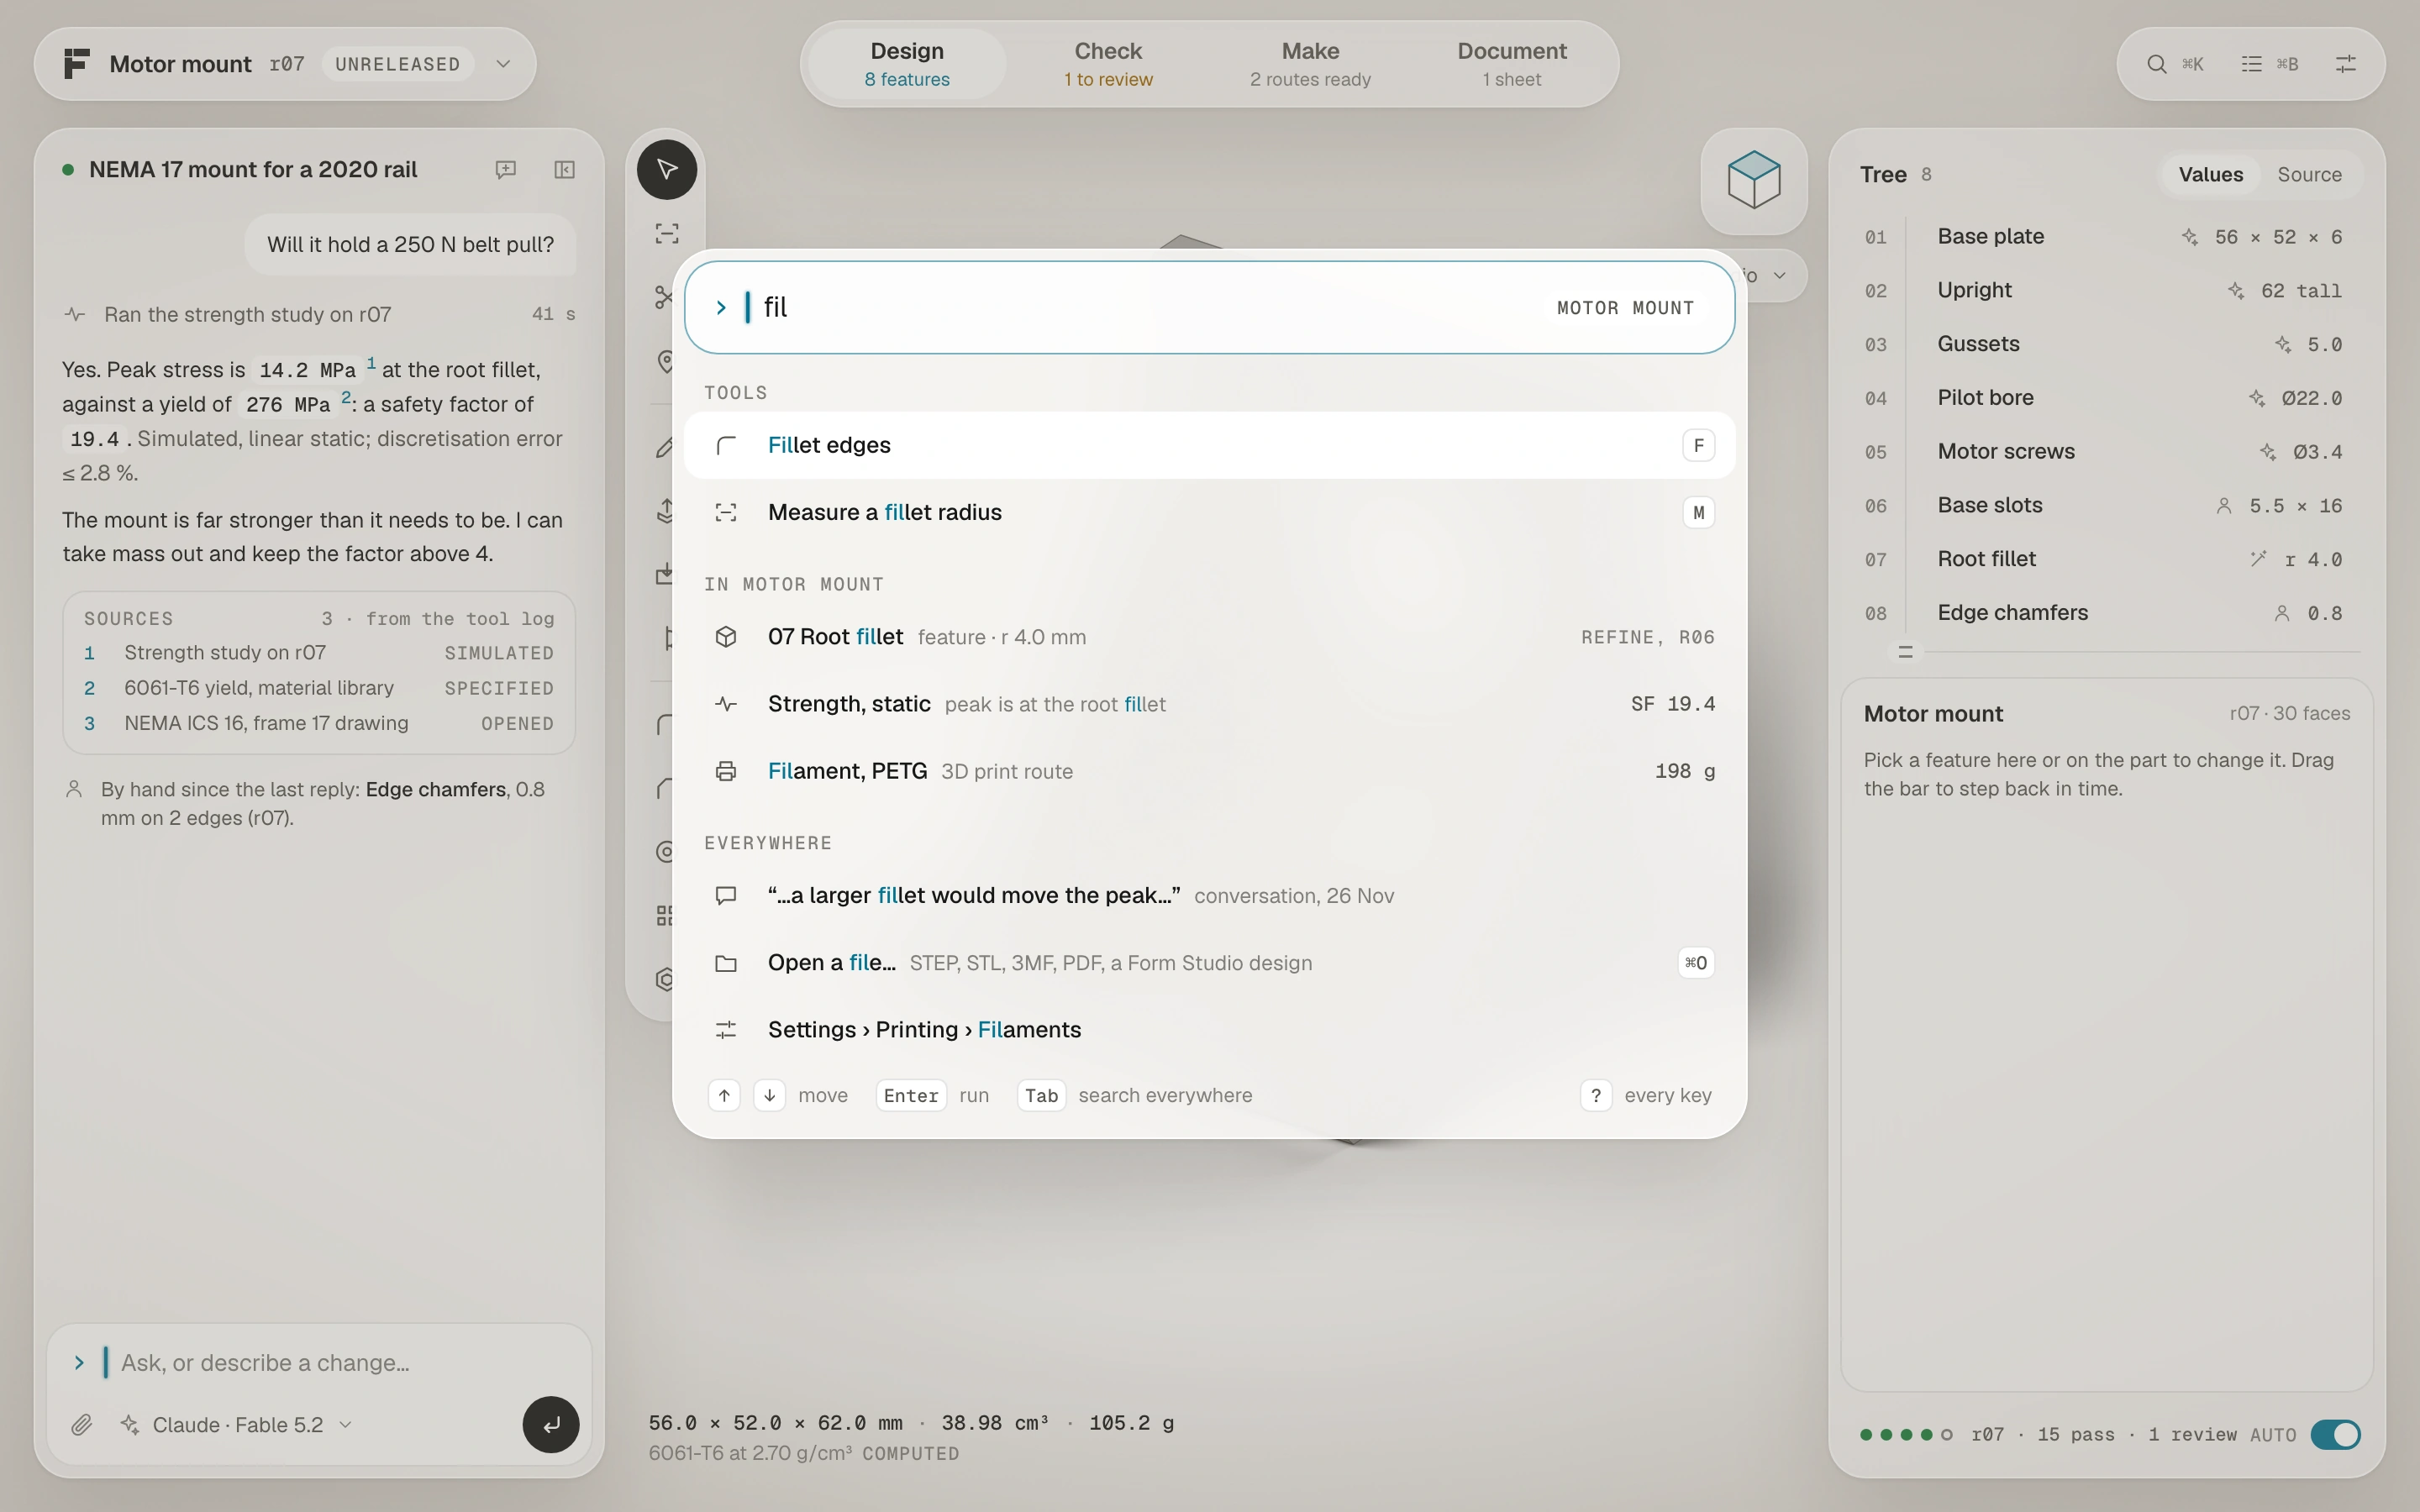 Motor mount r07 UNRELEASED
Design
8 features
Check
1 to review
Make
2 routes ready
Document
1 sheet
⌘K ⌘B
NEMA 17 mount for a 2020 rail
Will it hold a 250 N belt pull?
Ran the strength study on r07 41 s
Yes. Peak stress is 14.2 MPa 1 at the root fillet,
against a yield of 276 MPa 2: a safety factor of
19.4. Simulated, linear static; discretisation error
≤ 2.8 %.
The mount is far stronger than it needs to be. I can
take mass out and keep the factor above 4.
SOURCES 3 · from the tool log
1 Strength study on r07 SIMULATED
2 6061-T6 yield, material library SPECIFIED
3 NEMA ICS 16, frame 17 drawing OPENED
By hand since the last reply: Edge chamfers, 0.8
mm on 2 edges (r07).
Ask, or describe a change…
Claude · Fable 5.2
fil MOTOR MOUNT
TOOLS
Fillet edges F
Measure a fillet radius M
IN MOTOR MOUNT
07 Root fillet feature · r 4.0 mm REFINE, R06
Strength, static peak is at the root fillet SF 19.4
Filament, PETG 3D print route 198 g
EVERYWHERE
“…a larger fillet would move the peak…” conversation, 26 Nov
Open a file… STEP, STL, 3MF, PDF, a Form Studio design ⌘O
Settings › Printing › Filaments
↑ ↓ move Enter run Tab search everywhere ? every key
56.0 × 52.0 × 62.0 mm · 38.98 cm³ · 105.2 g
6061-T6 at 2.70 g/cm³ COMPUTED
Tree 8 Values Source
01 Base plate 56 × 52 × 6
02 Upright 62 tall
03 Gussets 5.0
04 Pilot bore Ø22.0
05 Motor screws Ø3.4
06 Base slots 5.5 × 16
07 Root fillet r 4.0
08 Edge chamfers 0.8
Motor mount r07 · 30 faces
Pick a feature here or on the part to change it. Drag
the bar to step back in time.
r07 · 15 pass · 1 review AUTO